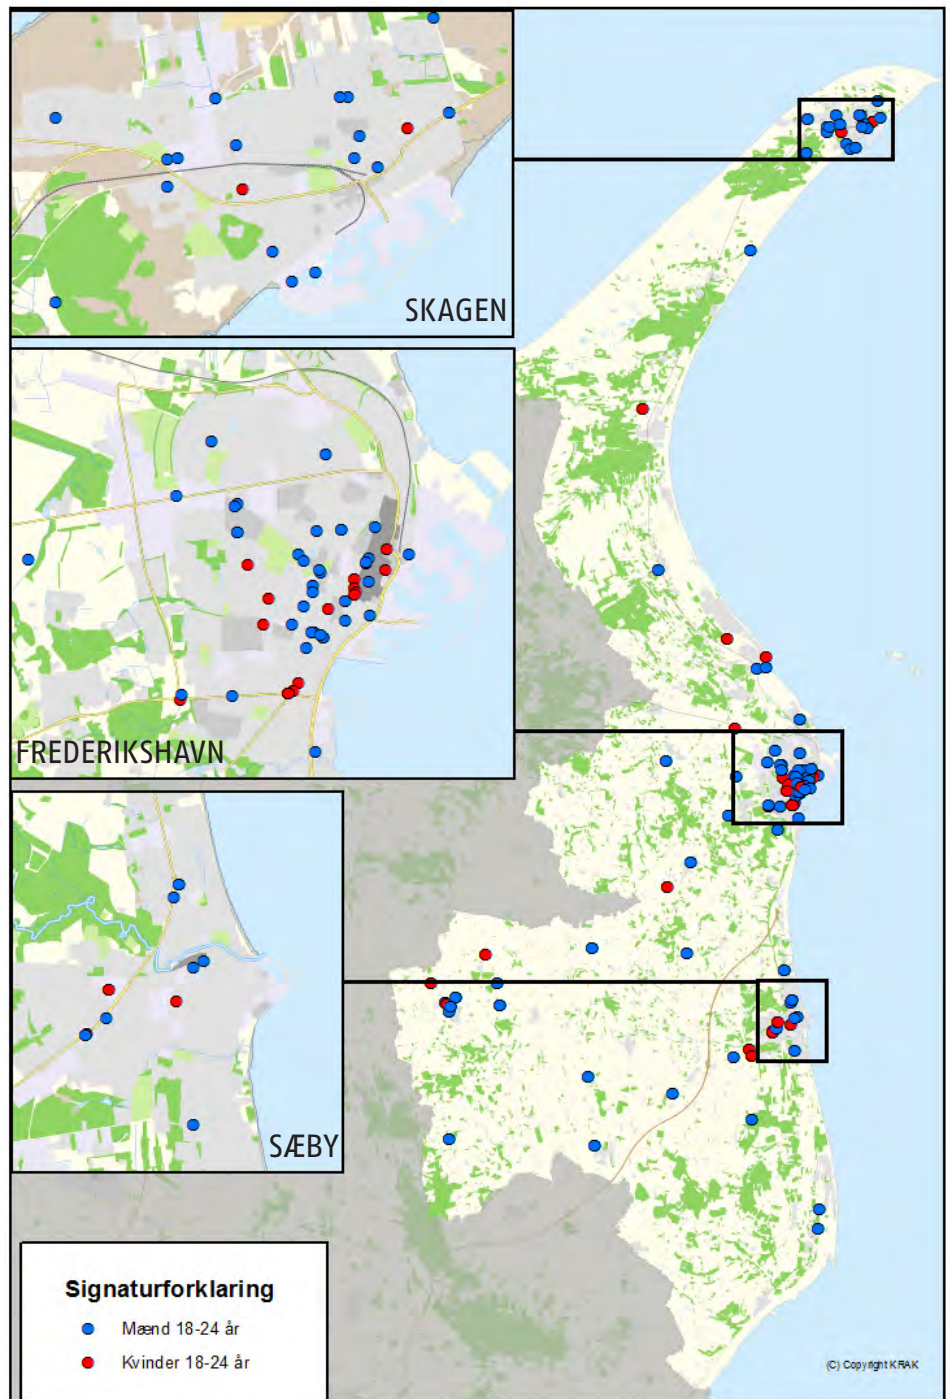 SKAGEN
FREDERIKSHAVN
SÆBY
Signaturforklaring
Mænd 18-24 år
Kvinder 18-24 år
(C) Copyright KRAK